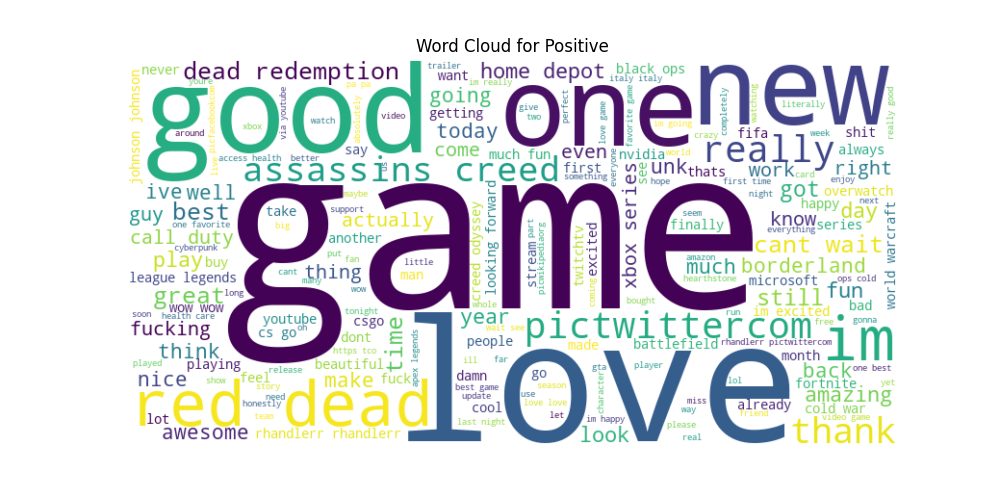 Word Cloud for Positive
never
dead redemption
trailer
want
home depot
black ops
new
johnson johnson
good
youre
pa pa
going
im really
one
italy italy
getting
via youtube
absolutely
video
xbox
watch
around
give
two
perfect
love game
favorite game
im going
completely
watching
literally
really good
today
crazy
fifa
week
shit
say
come
much fun
even
nvidia
world
really
always
access health
better
us
assassins creed
first
something
everyone
see
unk
thats
work
card
right
live picfacebookcom
ive
well
maybe
game
hope
first time
enjoy
night
got
overwatch
happy
next
guy
best
one favorite
take
big
support
actually
looking forward
acreed odyssey
stream
part
picmikipediaorg
twitchtv
excited
coming
xbox series
seem
finally
know
everything
day
series
world warcraft
call duty
cyberpunk
another
put
fan
cant wait
play
buy
cant
many
thing
wow
little
man
amazon
much
hearthstone
borderland
microsoft
ops cold
fun
league legends
great
long
wow wow
tonight
whole
bought
still
im excited
bad
gonna
soon
health care
youtube
cs go
oh
csgo
year
pictwittercom
run
free
im
fucking
dont
time
people
wait see
made
battlefield
rhandlerr pictwittercom
month
think
played
playing
https tco
beautiful
apex legends
love
ill
far
gta
player
back
one best
nice
show
feel
release
story
make
fuck
damn
best game
update
go
season
use
character
lol
fortnite
yet
amazing
red dead
need
honestly
team
cool
love love
let
im happy
miss
way
already
cold war
friend
video game
lot
awesome
rhandlerr rhandlerr
last night
look
please
real
thank